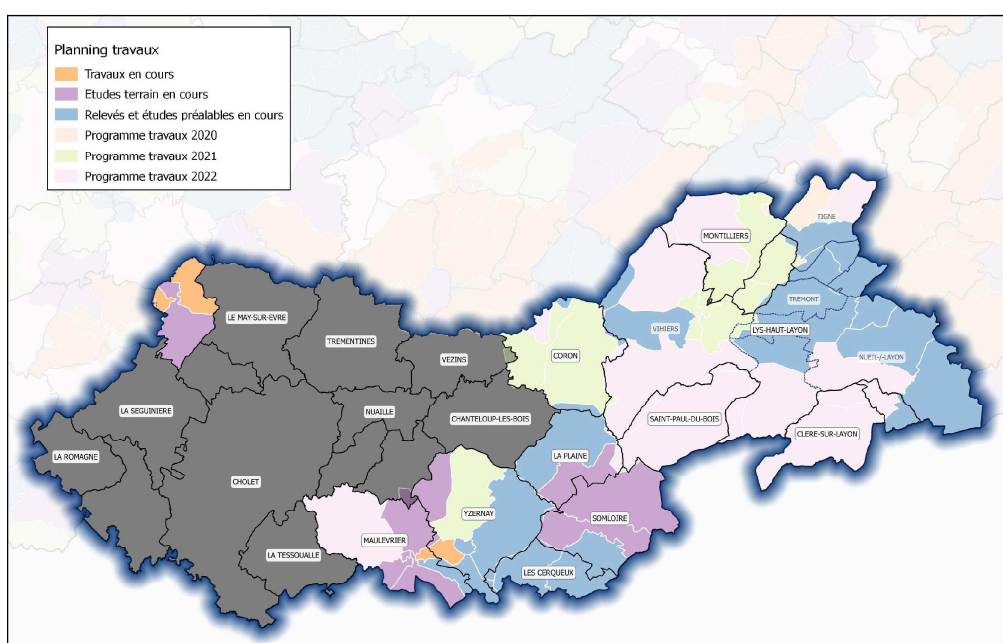 Planning travaux
Travaux en cours
Etudes terrain en cours
Relevés et études préalables en cours
Programme travaux 2020
Programme travaux 2021
Programme travaux 2022
TIGNE
MONTILLIERS
TREMONT
LE MAY-SUR-EVRE
VIHIERS
LYS-HAUT-LAYON
TREMENTINES
CORON
VEZINS
NUEIL-/-LAYON
LA SEGUINIERE
NUAILLE
CHANTELOUP-LES-BOIS
SAINT-PAUL-DU-BOIS
CLERE-SUR-LAYON
LA ROMAGNE
LA PLAINE
CHOLET
YZERNAY
SOMLOIRE
MAULEVRIER
LA TESSOUALLE
LES CERQUEUX